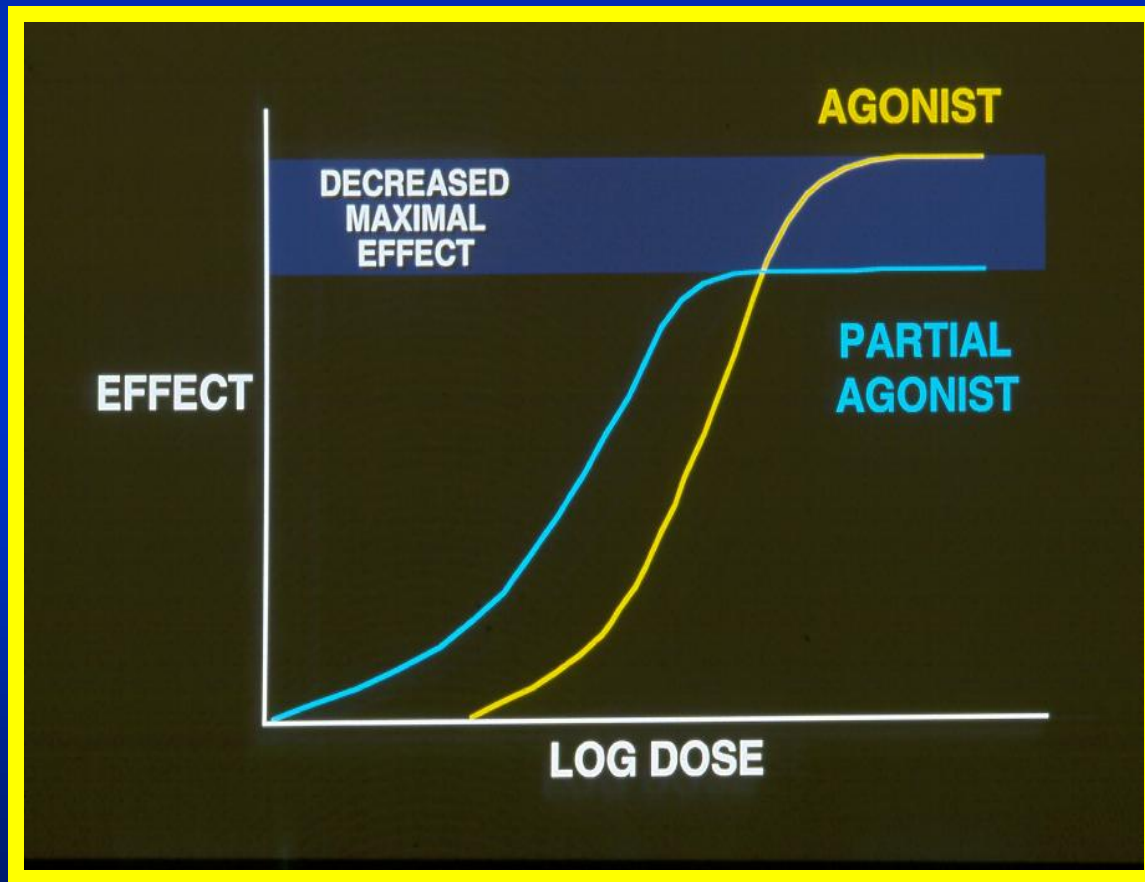 AGONIST
DECREASED
MAXIMAL
EFFECT
PARTIAL
AGONIST
EFFECT
LOG DOSE